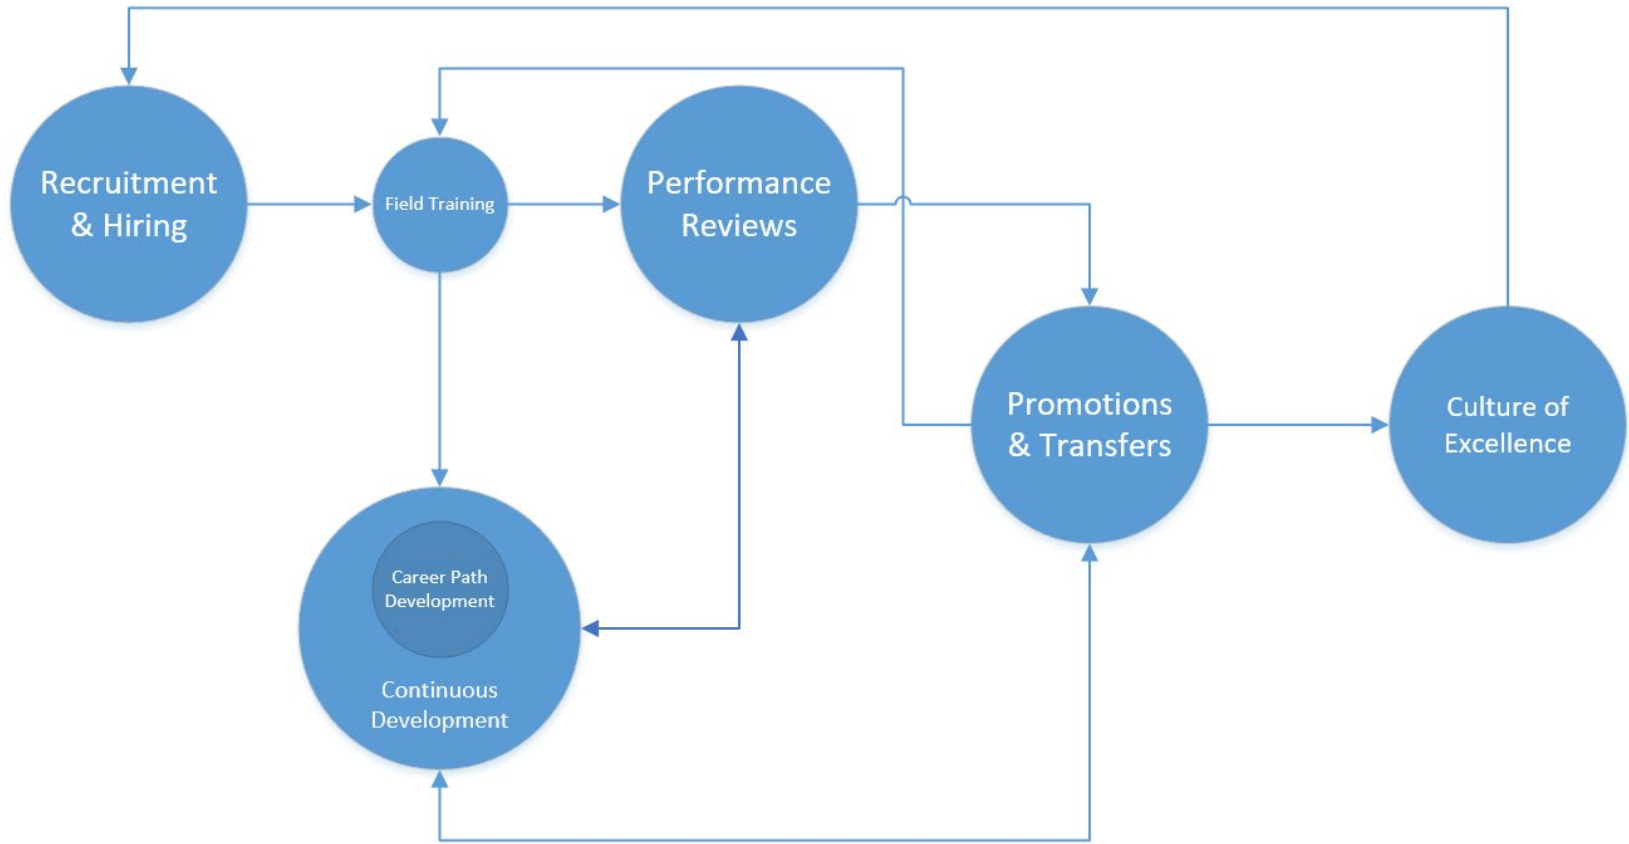 Recruitment
& Hiring
Field Training
Performance
Reviews
Promotions
& Transfers
Culture of
Excellence
Career Path
Development
Continuous
Development